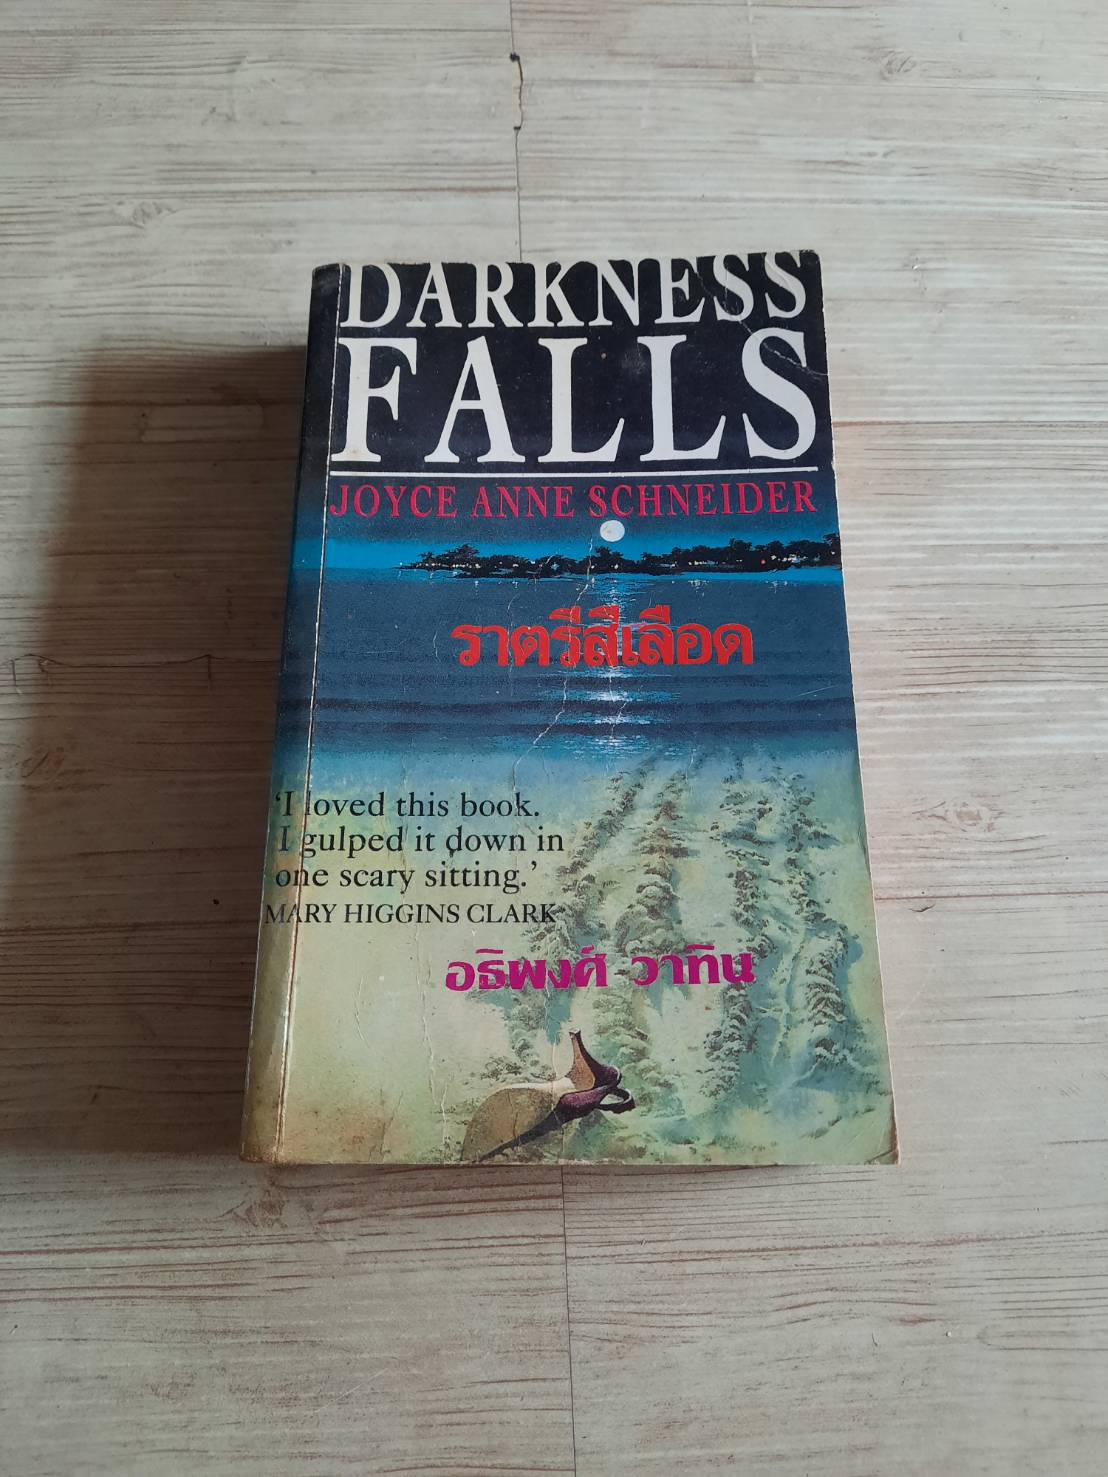 DARKNESS
FALLS
JOYCE ANNE SCHNEIDER
ราตรีสีเลือด
'I loved this book.
I gulped it down in
one scary sitting.'
MARY HIGGINS CLARK
อธิพงศ์ วาทิน